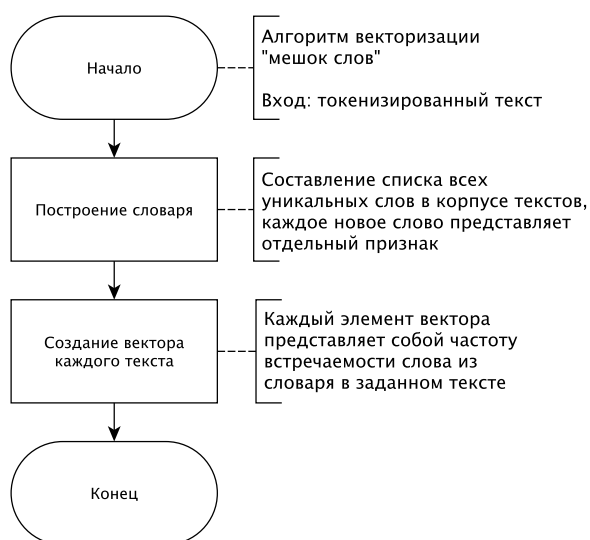 Начало
Алгоритм векторизации
"мешок слов"
Вход: токенизированный текст
Построение словаря
Составление списка всех
уникальных слов в корпусе текстов,
каждое новое слово представляет
отдельный признак
Создание вектора
каждого текста
Каждый элемент вектора
представляет собой частоту
встречаемости слова из
словаря в заданном тексте
Конец